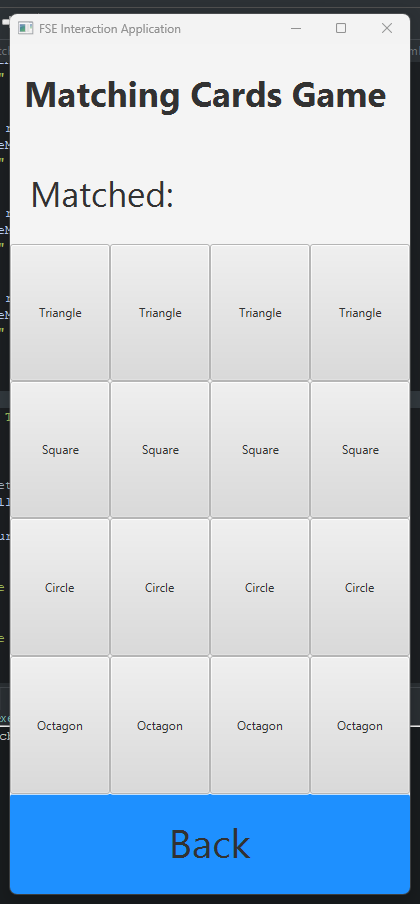 FSE Interaction Application
Matching Cards Game
Matched:
Triangle Triangle Triangle Triangle
Square Square Square Square
Circle Circle Circle Circle
Octagon Octagon Octagon Octagon
Back